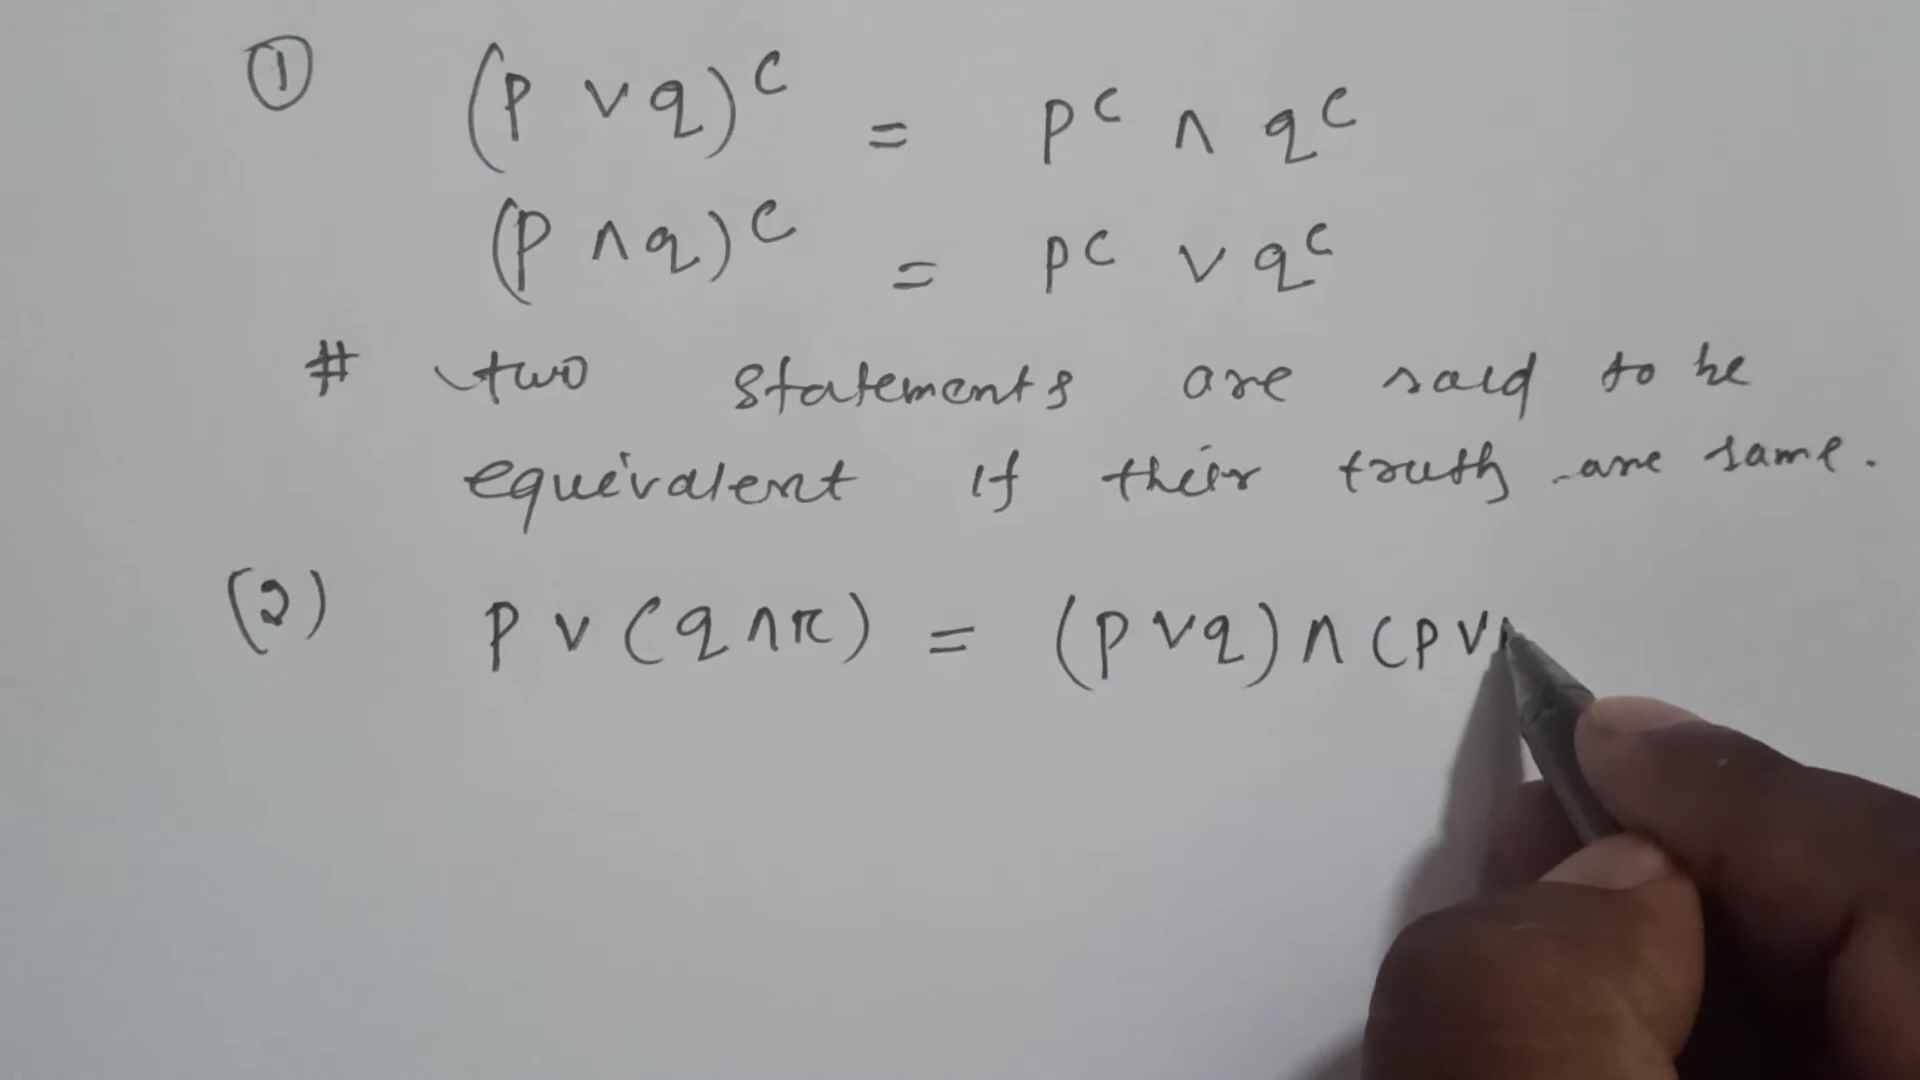 ① (p ∨ q)ᶜ = pᶜ ∧ qᶜ
(p ∧ q)ᶜ = pᶜ ∨ qᶜ
# two statements are said to be
equivalent if their truth are same.
(2) p ∨ (q ∧ r) = (p ∨ q) ∧ (p ∨